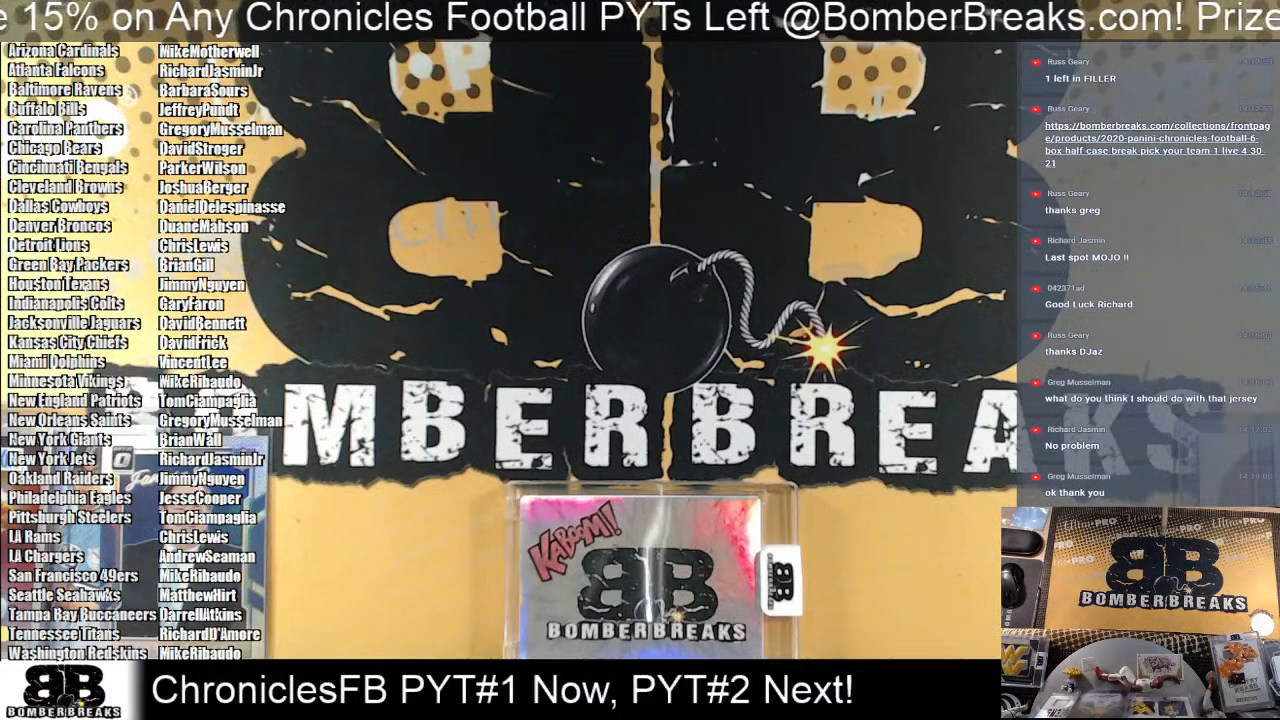 e 15% on Any Chronicles Football PYTs Left @BomberBreaks.com! Prize
Arizona Cardinals MikeMotherwell
Atlanta Falcons RichardJasminJr
Baltimore Ravens BarbaraSours
Buffalo Bills JeffreyPundt
Carolina Panthers GregoryMusselman
Chicago Bears DavidStroger
Cincinnati Bengals ParkerWilson
Cleveland Browns JoshuaBerger
Dallas Cowboys DanielDelespinasse
Denver Broncos DuaneMabson
Detroit Lions ChrisLewis
Green Bay Packers BrianGill
Houston Texans JimmyNguyen
Indianapolis Colts GaryFaron
Jacksonville Jaguars DavidBennett
Kansas City Chiefs DavidFrick
Miami Dolphins VincentLee
Minnesota Vikings MikeRibaudo
New England Patriots TomCiampaglia
New Orleans Saints GregoryMusselman
New York Giants BrianWall
New York Jets RichardJasminJr
Oakland Raiders JimmyNguyen
Philadelphia Eagles JesseCooper
Pittsburgh Steelers TomCiampaglia
LA Rams ChrisLewis
LA Chargers AndrewSeaman
San Francisco 49ers MikeRibaudo
Seattle Seahawks MatthewHirt
Tampa Bay Buccaneers DarrellAtkins
Tennessee Titans RichardD'Amore
Washington Redskins MikeRibaudo
MBERBREA
KABOOM!!
BB
BOMBERBREAKS
BB
Russ Geary
1 left in FILLER
Russ Geary
https://bomberbreaks.com/collections/frontpag
e/products/2020-panini-chronicles-football-6-
box-half-case-break-pick-your-team-1-live-4-30-
21
Russ Geary
thanks greg
Richard Jasmin
Last spot MOJO !!
042371ad
Good Luck Richard.
Russ Geary
thanks DJaz
Greg Musselman
what do you think I should do with that jersey
Richard Jasmin
No problem
Greg Musselman
ok thank you
BB
BOMBERBREAKS
BB
BOMBERBREAKS
ChroniclesFB PYT#1 Now, PYT#2 Next!